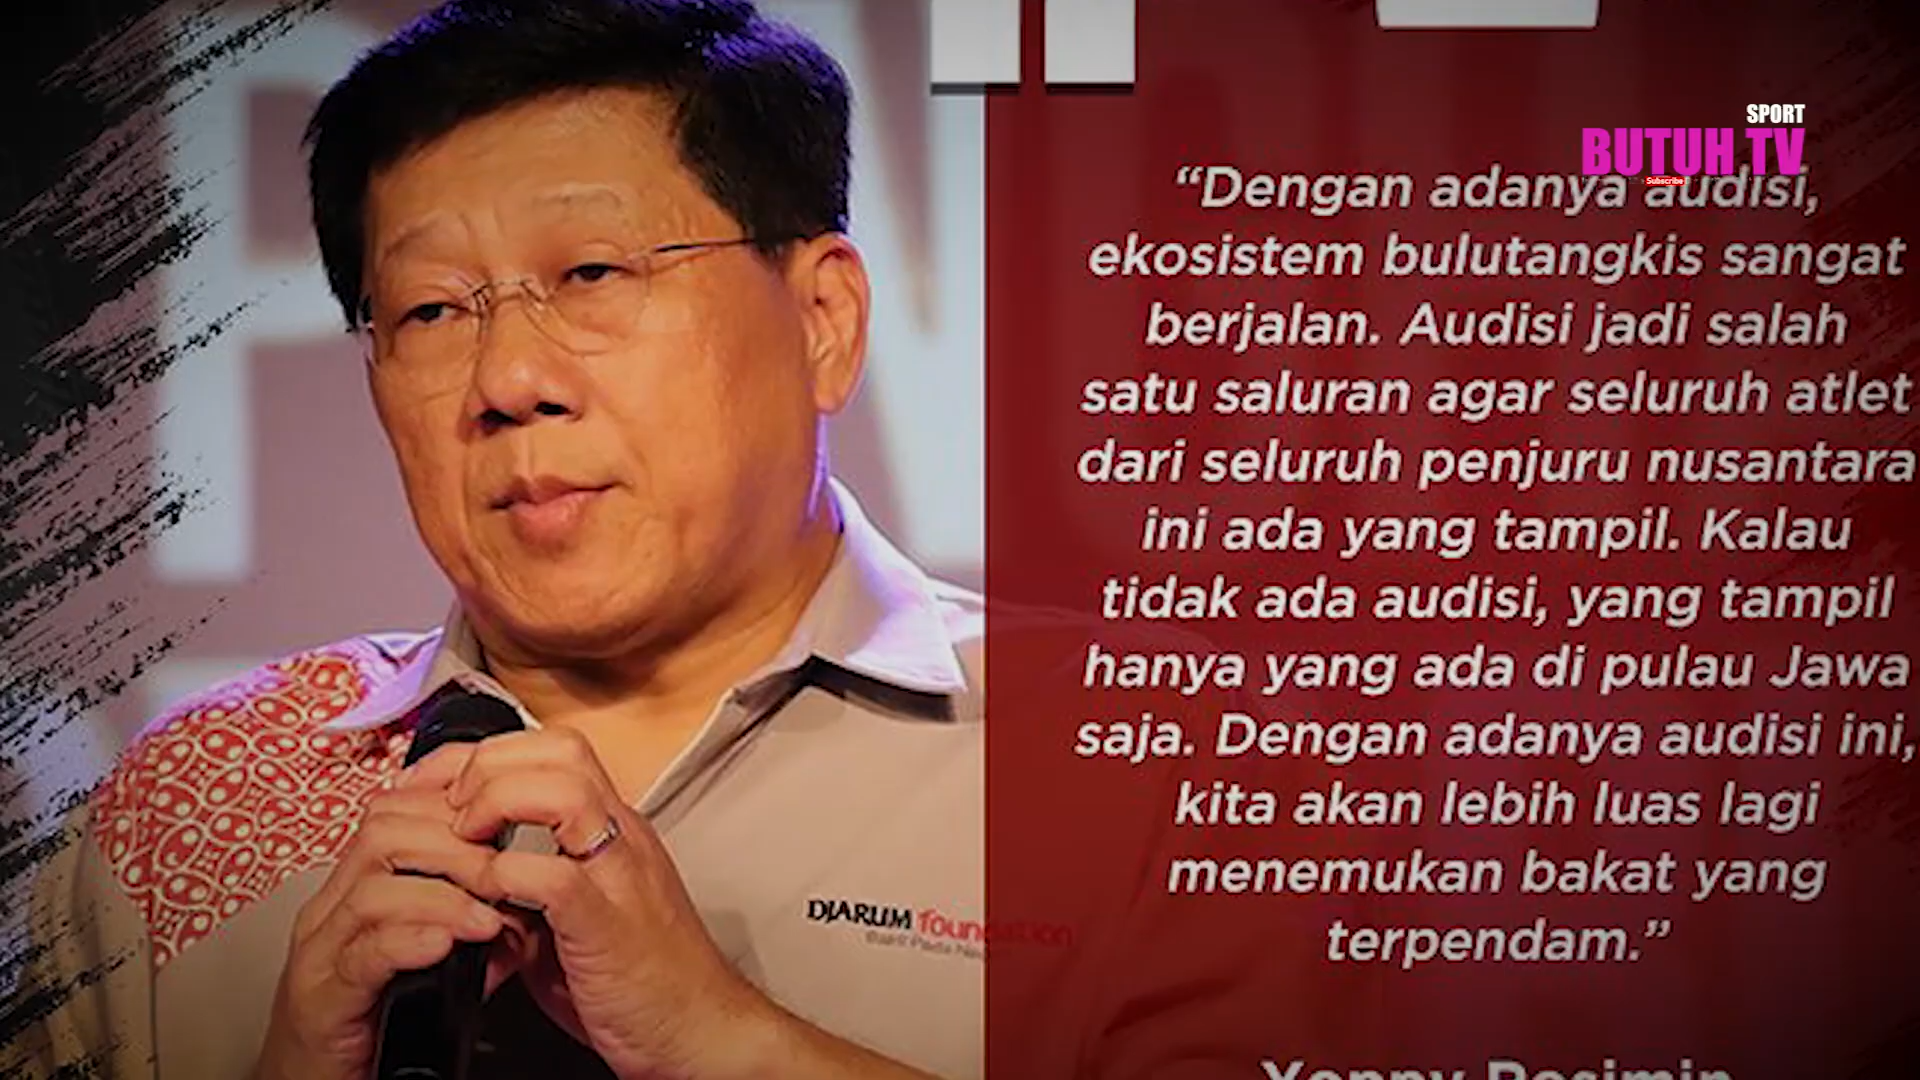 SPORT
BUTUH TV
Subscribe
“Dengan adanya audisi,
ekosistem bulutangkis sangat
berjalan. Audisi jadi salah
satu saluran agar seluruh atlet
dari seluruh penjuru nusantara
ini ada yang tampil. Kalau
tidak ada audisi, yang tampil
hanya yang ada di pulau Jawa
saja. Dengan adanya audisi ini,
kita akan lebih luas lagi
menemukan bakat yang
terpendam.”
DJARUM foundation